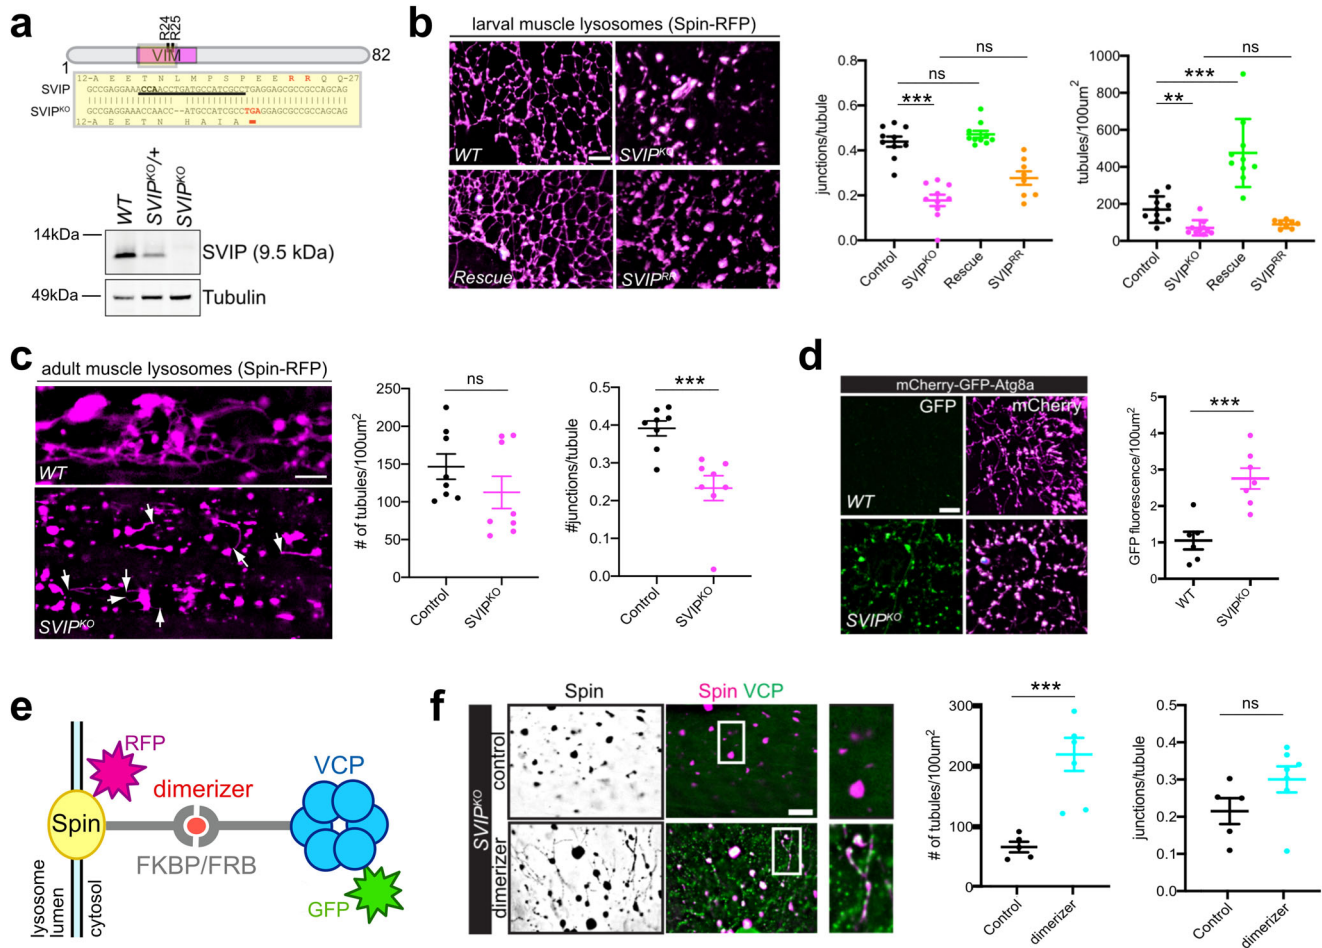 a
R24
R25
VIM
1
82
12-A E E T N L M P S P E E R R Q Q-27
SVIP
GCCGAGGAAACCAACCTGATGCCATCGCCTGAGGAGCGCCGCCAGCAG
SVIPKO
GCCGAGGAAACCAACC--ATGCCATCGCCTGAGGAGCGCCGCCAGCAG
12-A E E T N H A I A
WT
SVIPKO/+
SVIPKO
14kDa
SVIP (9.5 kDa)
49kDa
Tubulin
b
larval muscle lysosomes (Spin-RFP)
WT
SVIPKO
Rescue
SVIPRR
junctions/tubule
0.8
0.6
0.4
0.2
0.0
ns
ns
***
Control
SVIPKO
Rescue
SVIPRR
tubules/100um2
1000
800
600
400
200
0
ns
***
**
Control
SVIPKO
Rescue
SVIPRR
c
adult muscle lysosomes (Spin-RFP)
WT
SVIPKO
# of tubules/100um2
250
200
150
100
50
0
ns
Control
SVIPKO
#junctions/tubule
0.5
0.4
0.3
0.2
0.1
0.0
***
Control
SVIPKO
d
mCherry-GFP-Atg8a
GFP
mCherry
WT
SVIPKO
GFP fluorescence/100um2
5
4
3
2
1
0
***
WT
SVIPKO
e
RFP
VCP
dimerizer
Spin
FKBP/FRB
GFP
lysosome
lumen
cytosol
f
Spin
Spin VCP
SVIPKO
control
dimerizer
# of tubules/100um2
300
200
100
0
***
Control
dimerizer
junctions/tubule
0.5
0.4
0.3
0.2
0.1
0.0
ns
Control
dimerizer